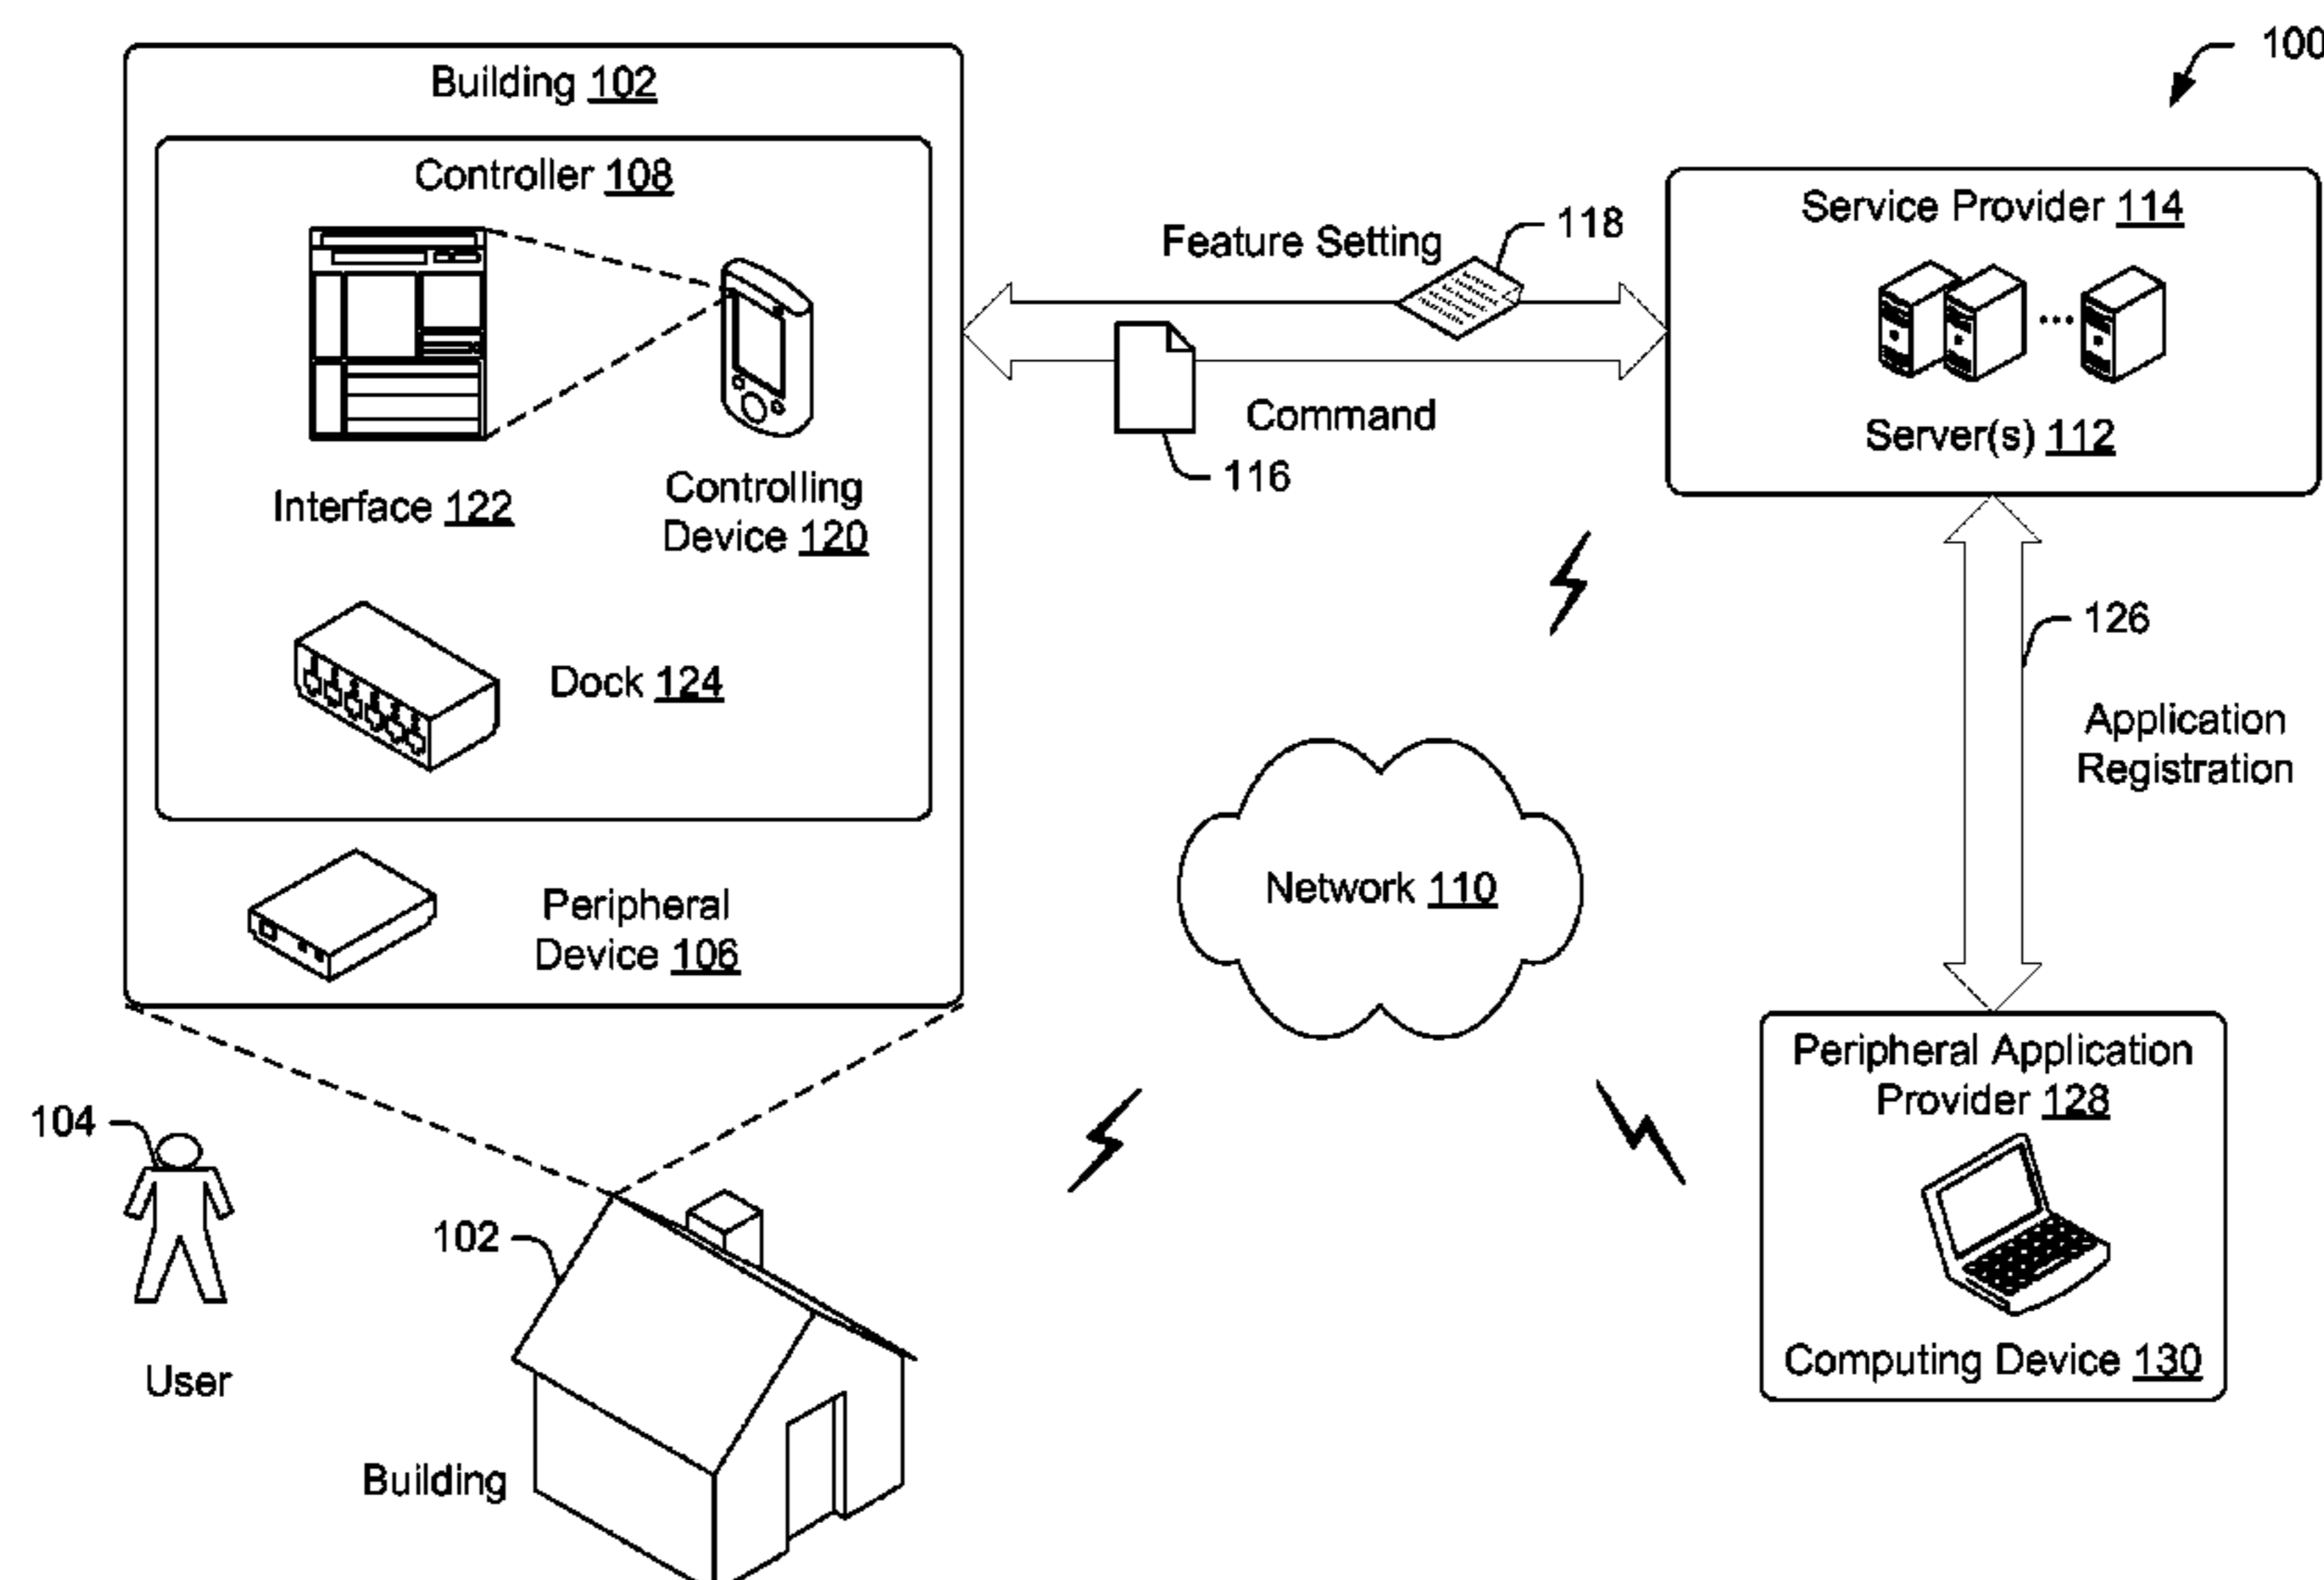 100
Building 102
Controller 108
Interface 122
Controlling
Device 120
Dock 124
Peripheral
Device 106
Feature Setting
118
Command
116
Service Provider 114
Server(s) 112
126
Application
Registration
Network 110
Peripheral Application
Provider 128
Computing Device 130
104
User
102
Building